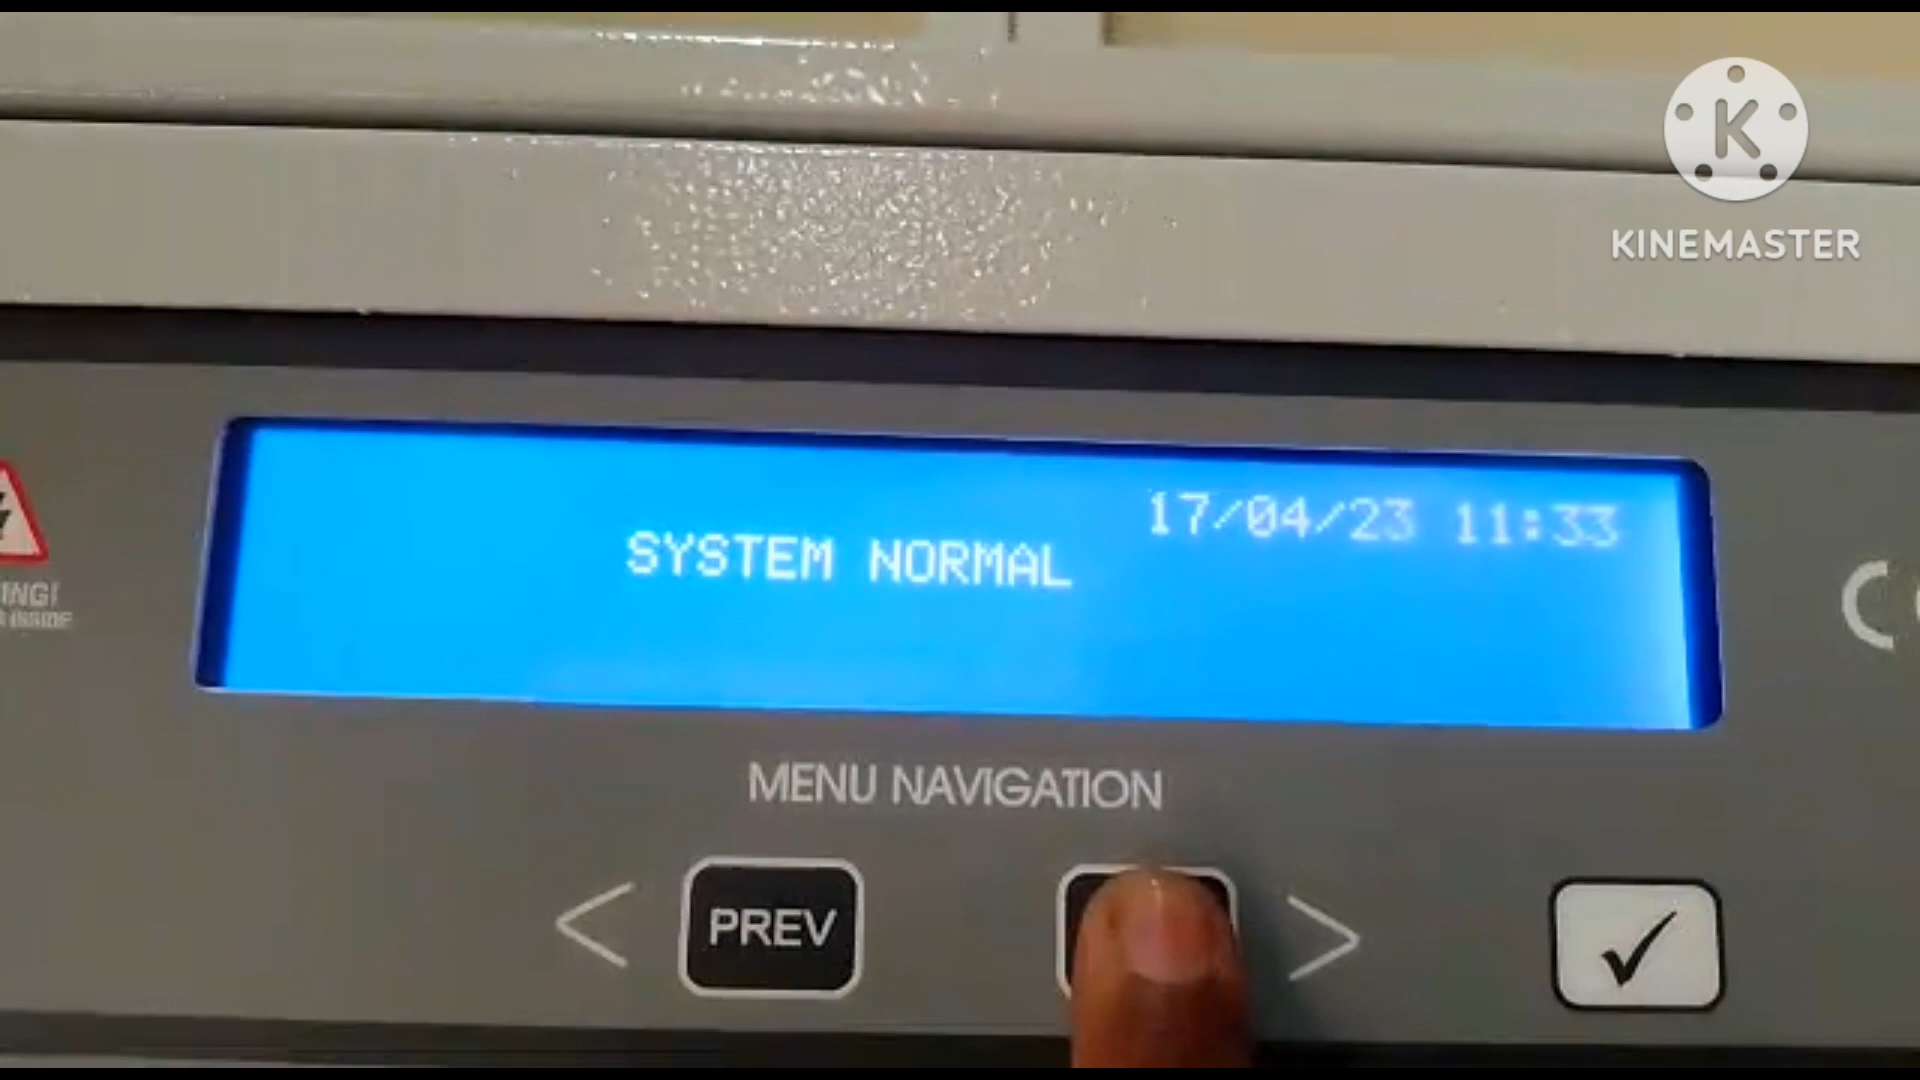 K
KINEMASTER
17/04/23 11:33
SYSTEM NORMAL
MENU NAVIGATION
< PREV > ✓